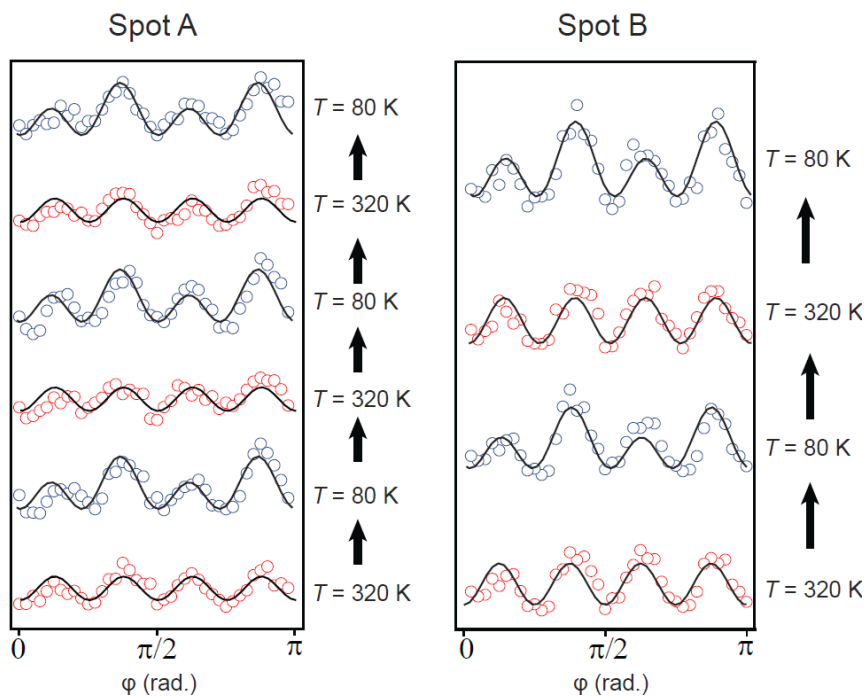 Spot A
T = 80 K
T = 320 K
T = 80 K
T = 320 K
T = 80 K
T = 320 K
0
π/2
π
φ (rad.)
Spot B
T = 80 K
T = 320 K
T = 80 K
T = 320 K
0
π/2
π
φ (rad.)